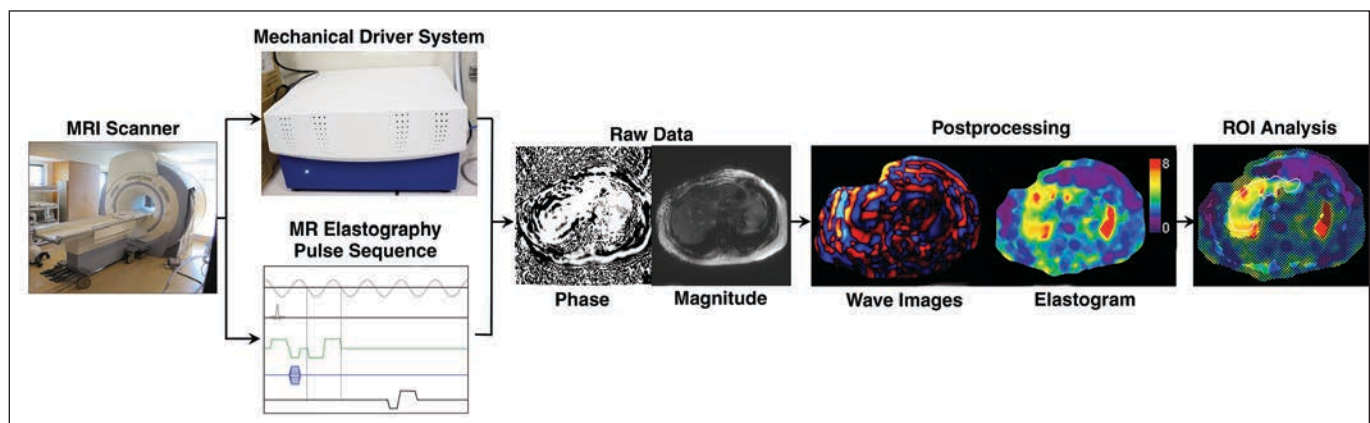 Mechanical Driver System
MRI Scanner
MR Elastography
Pulse Sequence
Raw Data
Phase
Magnitude
Postprocessing
8
0
Wave Images
Elastogram
ROI Analysis